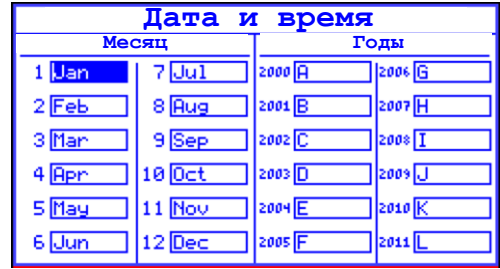 Дата и время
Месяц Годы
1 Jan 7 Jul 2000 A 2006 G
2 Feb 8 Aug 2001 B 2007 H
3 Mar 9 Sep 2002 C 2008 I
4 Apr 10 Oct 2003 D 2009 J
5 May 11 Nov 2004 E 2010 K
6 Jun 12 Dec 2005 F 2011 L